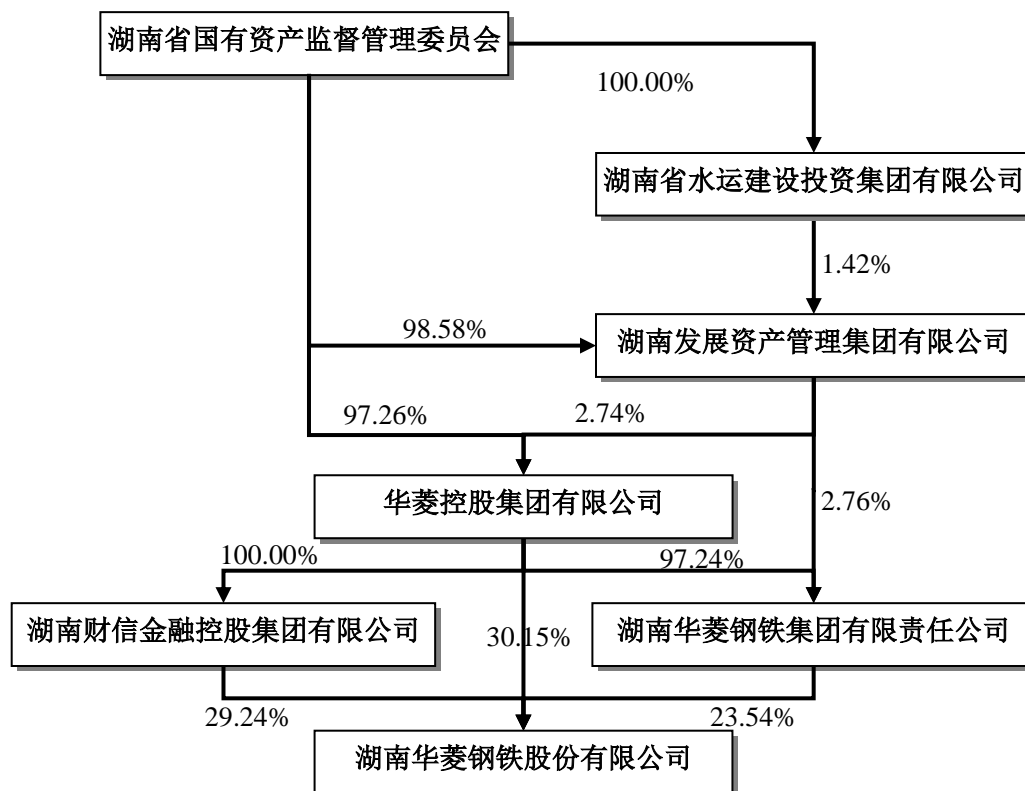 湖南省国有资产监督管理委员会
100.00%
湖南省水运建设投资集团有限公司
1.42%
98.58%
湖南发展资产管理集团有限公司
97.26%
2.74%
华菱控股集团有限公司
2.76%
100.00%
97.24%
湖南财信金融控股集团有限公司
30.15%
湖南华菱钢铁集团有限责任公司
29.24%
23.54%
湖南华菱钢铁股份有限公司